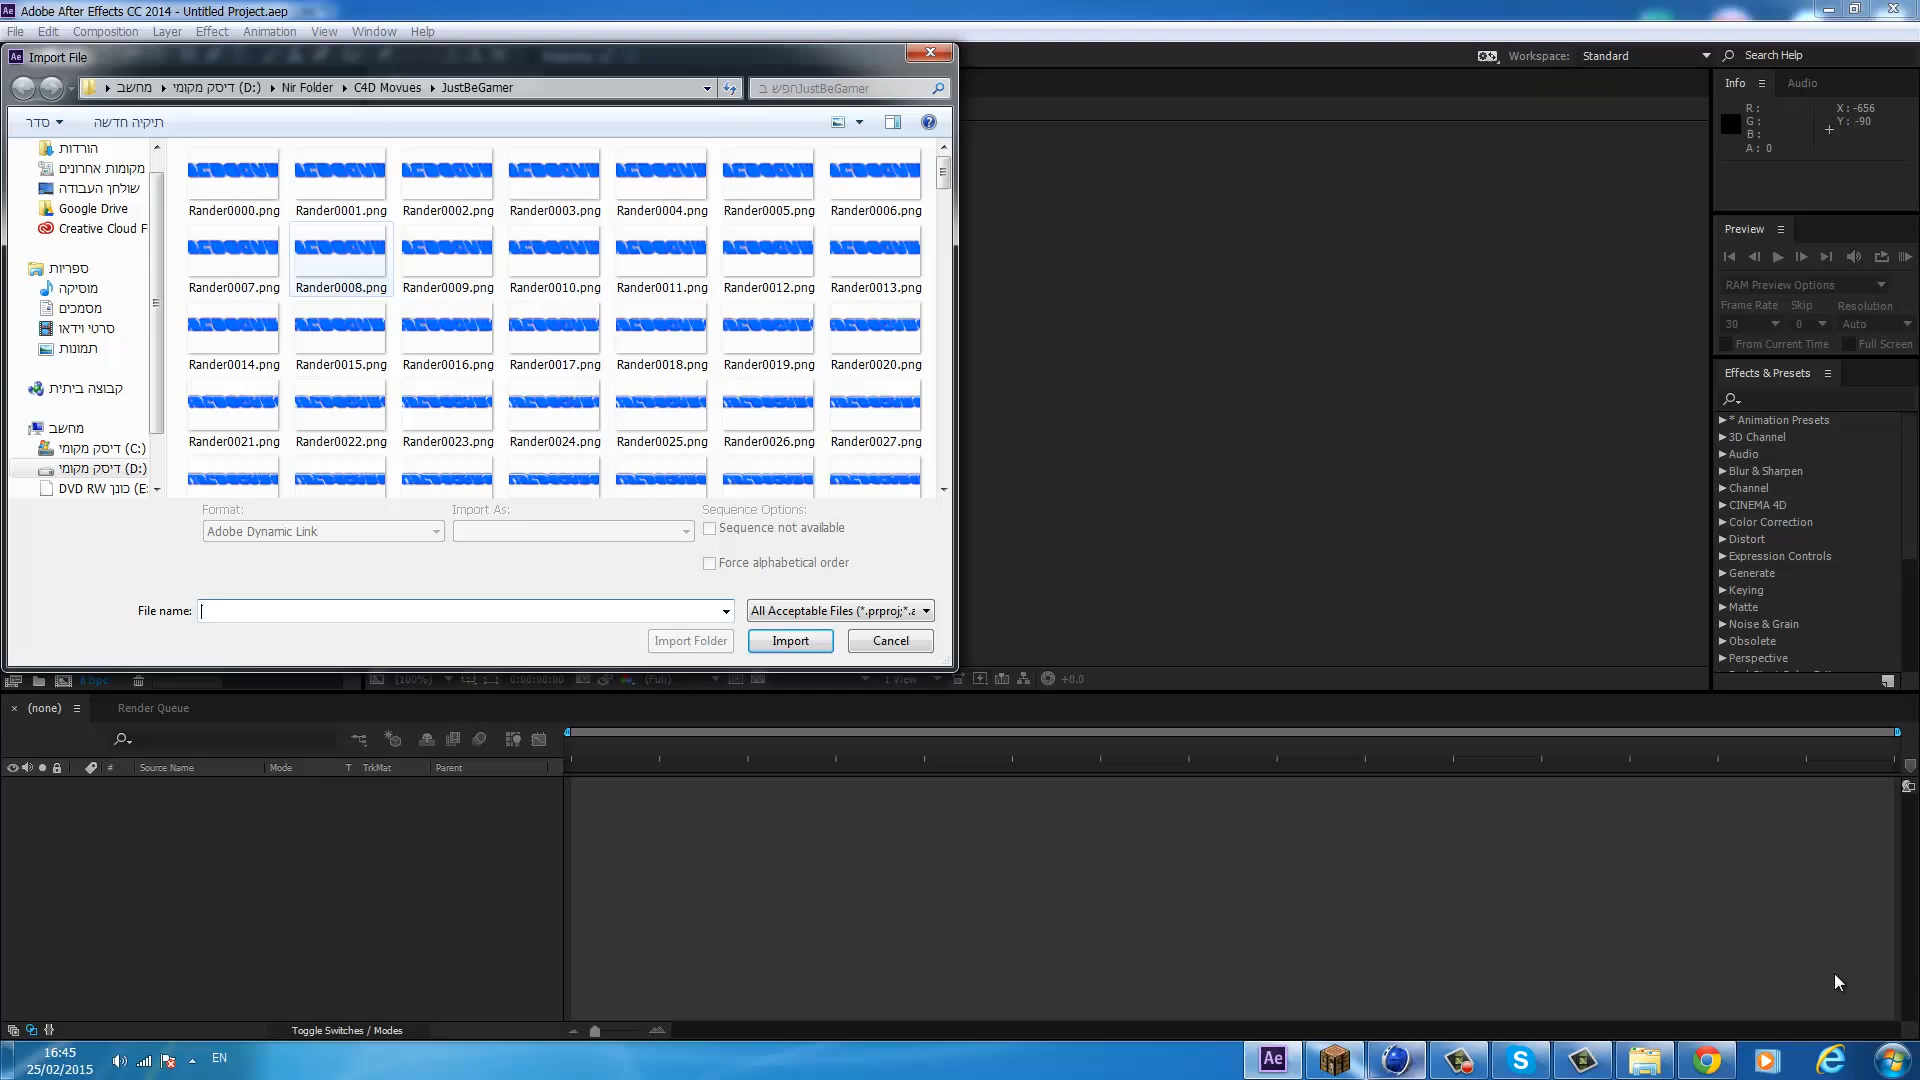 Adobe After Effects CC 2014 - Untitled Project.aep
File Edit Composition Layer Effect Animation View Window Help
Import File
Workspace: Standard Search Help
מחשב דיסק מקומי (D:) Nir Folder C4D Movues JustBeGamer
חפש ב JustBeGamer
סדר תיקיה חדשה
הורדות
מקומות אחרונים
שולחן העבודה
Google Drive
Creative Cloud F
ספריות
מוסיקה
מסמכים
סרטי וידאו
תמונות
קבוצה ביתית
מחשב
דיסק מקומי (C:)
דיסק מקומי (D:)
DVD RW כונן (E:
Rander0000.png Rander0001.png Rander0002.png Rander0003.png Rander0004.png Rander0005.png Rander0006.png
Rander0007.png Rander0008.png Rander0009.png Rander0010.png Rander0011.png Rander0012.png Rander0013.png
Rander0014.png Rander0015.png Rander0016.png Rander0017.png Rander0018.png Rander0019.png Rander0020.png
Rander0021.png Rander0022.png Rander0023.png Rander0024.png Rander0025.png Rander0026.png Rander0027.png
Format: Import As: Sequence Options:
Adobe Dynamic Link Sequence not available
Force alphabetical order
File name: All Acceptable Files (*.prproj;*.a
Import Folder Import Cancel
Info Audio
R: X: -656
G: Y: -90
B:
A: 0
Preview
RAM Preview Options
Frame Rate Skip Resolution
30 0 Auto
From Current Time Full Screen
Effects & Presets
* Animation Presets
3D Channel
Audio
Blur & Sharpen
Channel
CINEMA 4D
Color Correction
Distort
Expression Controls
Generate
Keying
Matte
Noise & Grain
Obsolete
Perspective
8 bpc (100%) 0:00:00:00 (Full) 1 View +0.0
(none) Render Queue
# Source Name Mode T TrkMat Parent
Toggle Switches / Modes
16:45
25/02/2015
EN